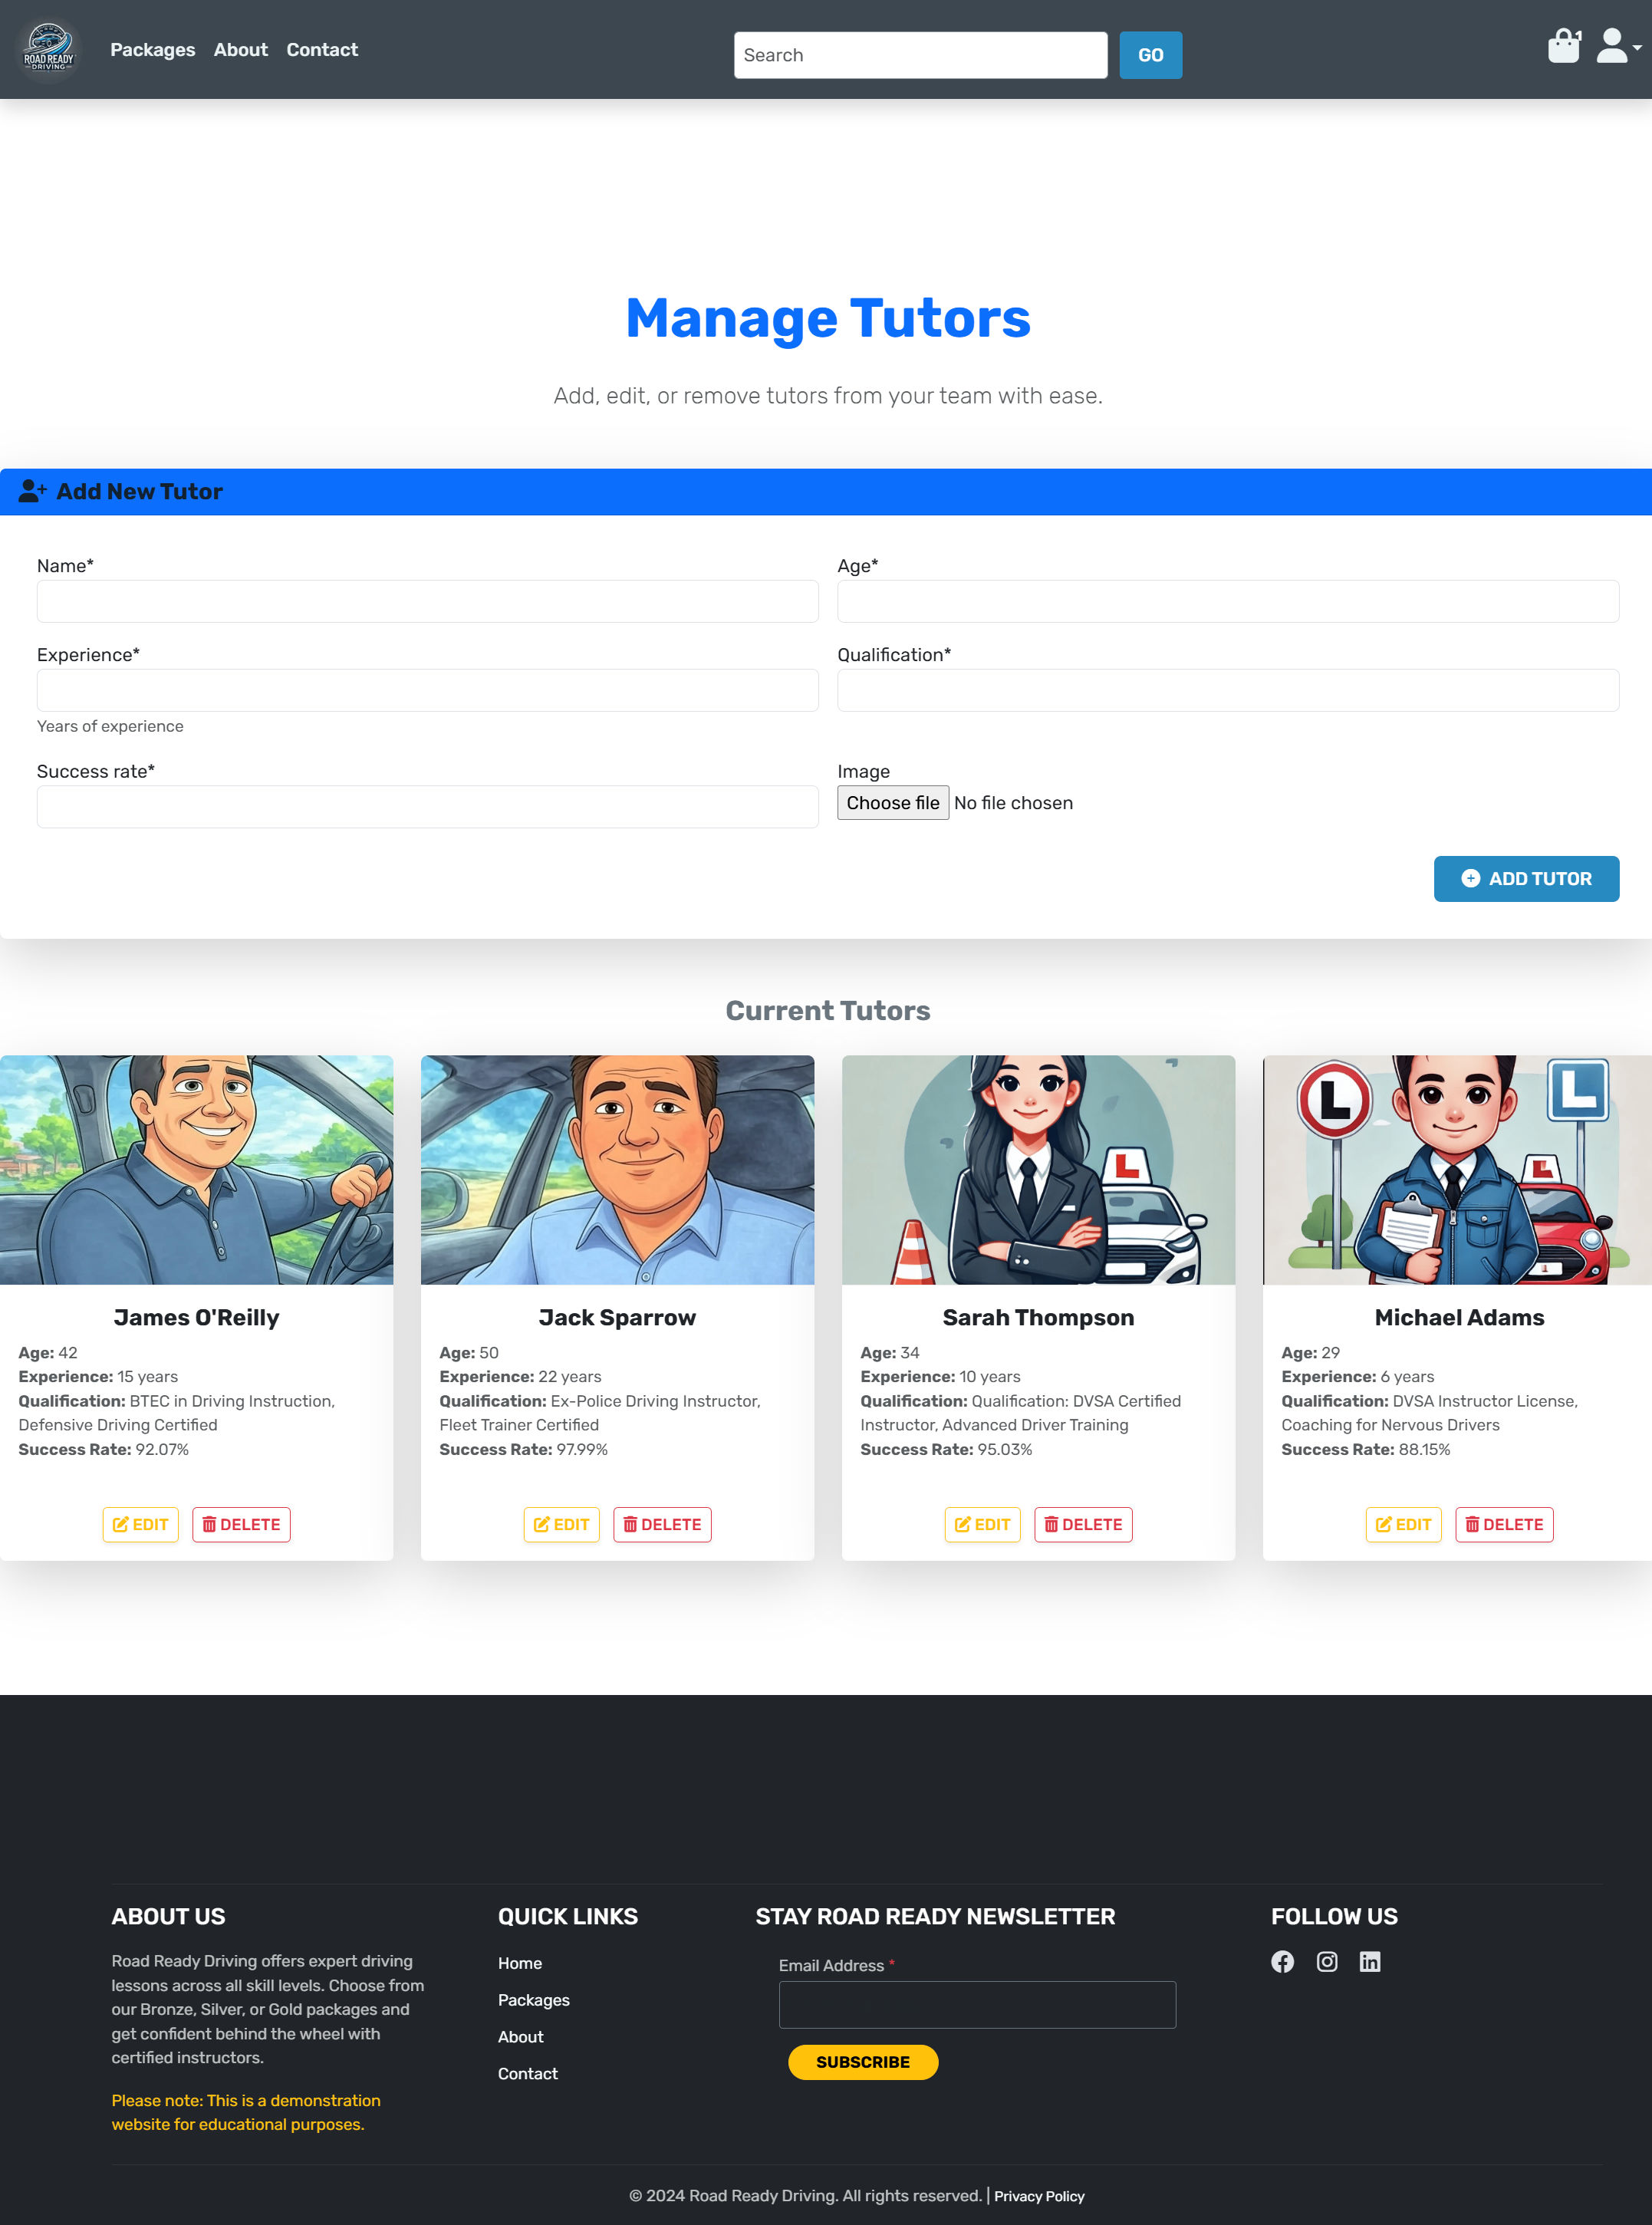 ROAD READY
DRIVING
Packages About Contact
Search
GO
1
Manage Tutors
Add, edit, or remove tutors from your team with ease.
Add New Tutor
Name*
Age*
Experience*
Qualification*
Years of experience
Success rate*
Image
Choose file No file chosen
ADD TUTOR
Current Tutors
James O'Reilly
Age: 42
Experience: 15 years
Qualification: BTEC in Driving Instruction,
Defensive Driving Certified
Success Rate: 92.07%
EDIT DELETE
Jack Sparrow
Age: 50
Experience: 22 years
Qualification: Ex-Police Driving Instructor,
Fleet Trainer Certified
Success Rate: 97.99%
EDIT DELETE
L
Sarah Thompson
Age: 34
Experience: 10 years
Qualification: Qualification: DVSA Certified
Instructor, Advanced Driver Training
Success Rate: 95.03%
EDIT DELETE
L
L
L
Michael Adams
Age: 29
Experience: 6 years
Qualification: DVSA Instructor License,
Coaching for Nervous Drivers
Success Rate: 88.15%
EDIT DELETE
ABOUT US
Road Ready Driving offers expert driving
lessons across all skill levels. Choose from
our Bronze, Silver, or Gold packages and
get confident behind the wheel with
certified instructors.
Please note: This is a demonstration
website for educational purposes.
QUICK LINKS
Home
Packages
About
Contact
STAY ROAD READY NEWSLETTER
Email Address *
SUBSCRIBE
FOLLOW US
© 2024 Road Ready Driving. All rights reserved. | Privacy Policy